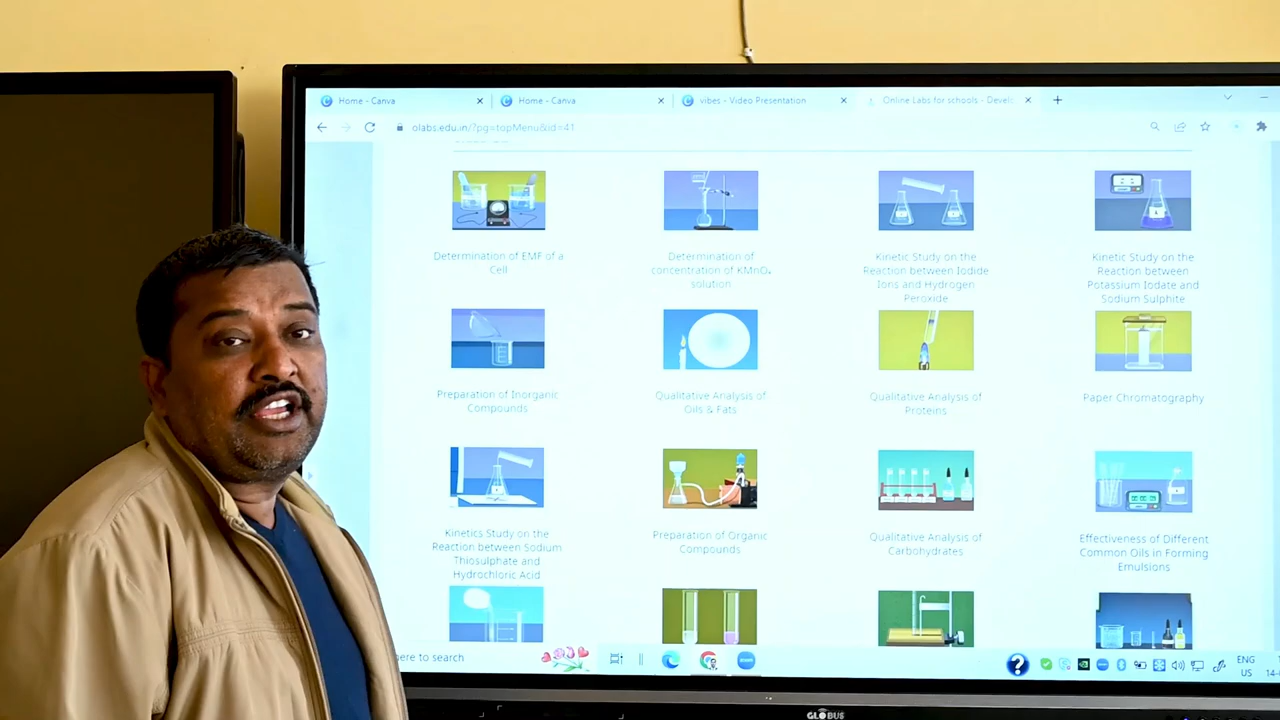 Home - Canva
Home - Canva
vibes - Video Presentation
Online Labs for schools - Devel
olabs.edu.in/?pg=topMenu&id=41
Determination of EMF of a
Cell
Determination of
concentration of KMnO₄
solution
Kinetic Study on the
Reaction between Iodide
Ions and Hydrogen
Peroxide
Kinetic Study on the
Reaction between
Potassium Iodate and
Sodium Sulphite
Preparation of Inorganic
Compounds
Qualitative Analysis of
Oils & Fats
Qualitative Analysis of
Proteins
Paper Chromatography
Kinetics Study on the
Reaction between Sodium
Thiosulphate and
Hydrochloric Acid
Preparation of Organic
Compounds
Qualitative Analysis of
Carbohydrates
Effectiveness of Different
Common Oils in Forming
Emulsions
ere to search
zoom
ENG
US
14-
GLOBUS